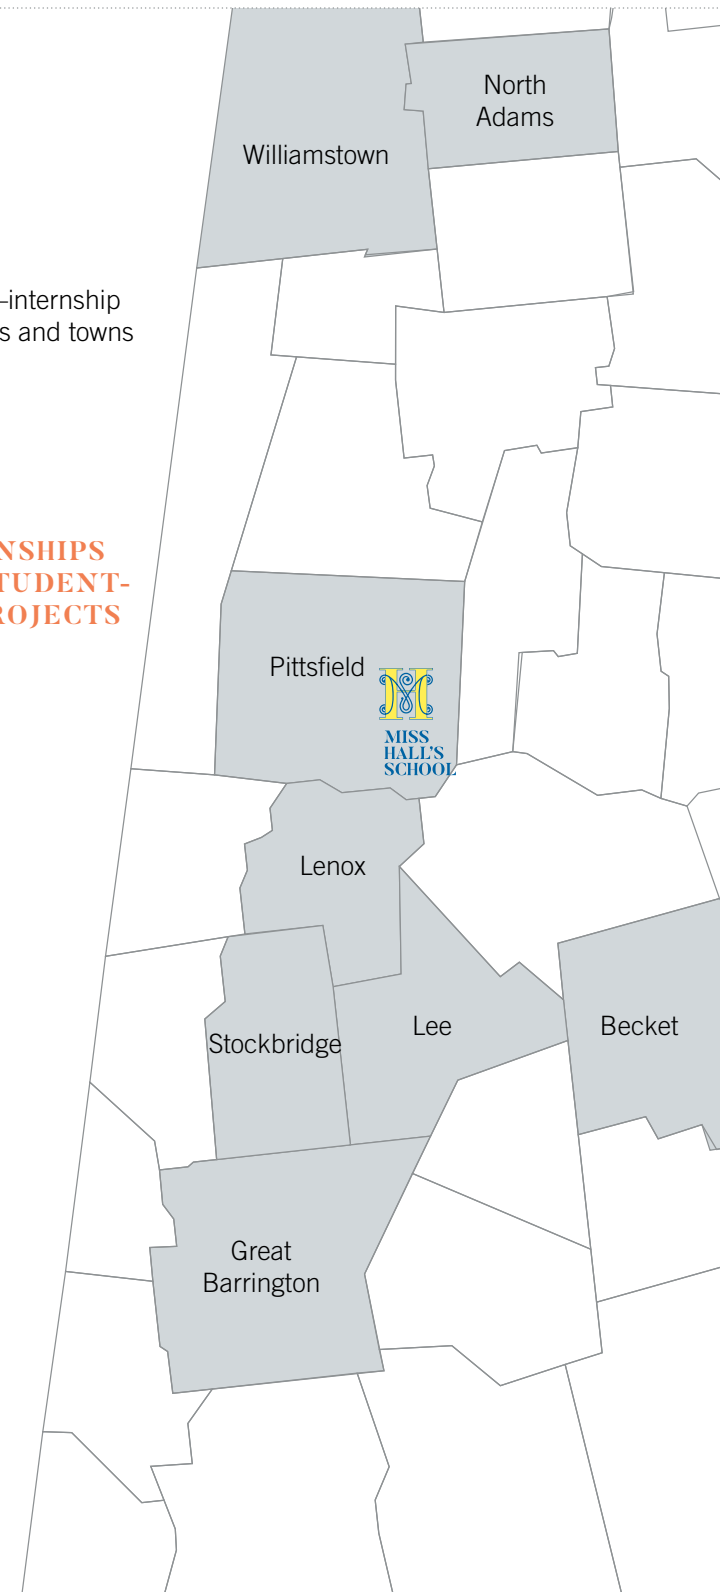 North
Adams
Williamstown
–internship
s and towns
NSHIPS
TUDENT-
ROJECTS
Pittsfield
MISS
HALL'S
SCHOOL
Lenox
Lee
Becket
Stockbridge
Great
Barrington